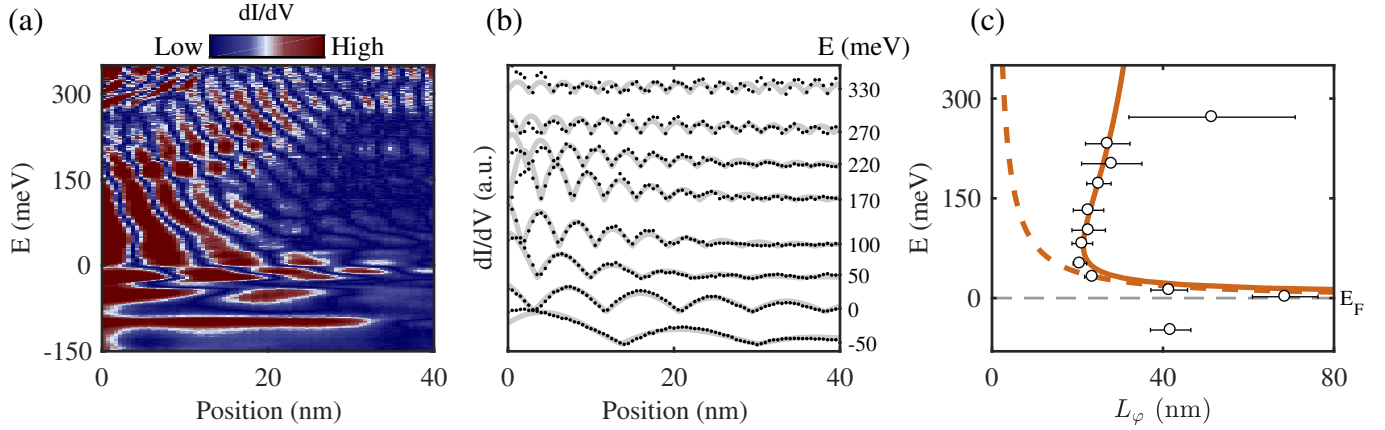 (a)
dI/dV
Low High
E (meV)
300
150
0
-150
0 20 40
Position (nm)
(b)
E (meV)
dI/dV (a.u.)
330
270
220
170
100
50
0
-50
0 20 40
Position (nm)
(c)
E (meV)
300
150
0
E_F
0 40 80
L_φ (nm)